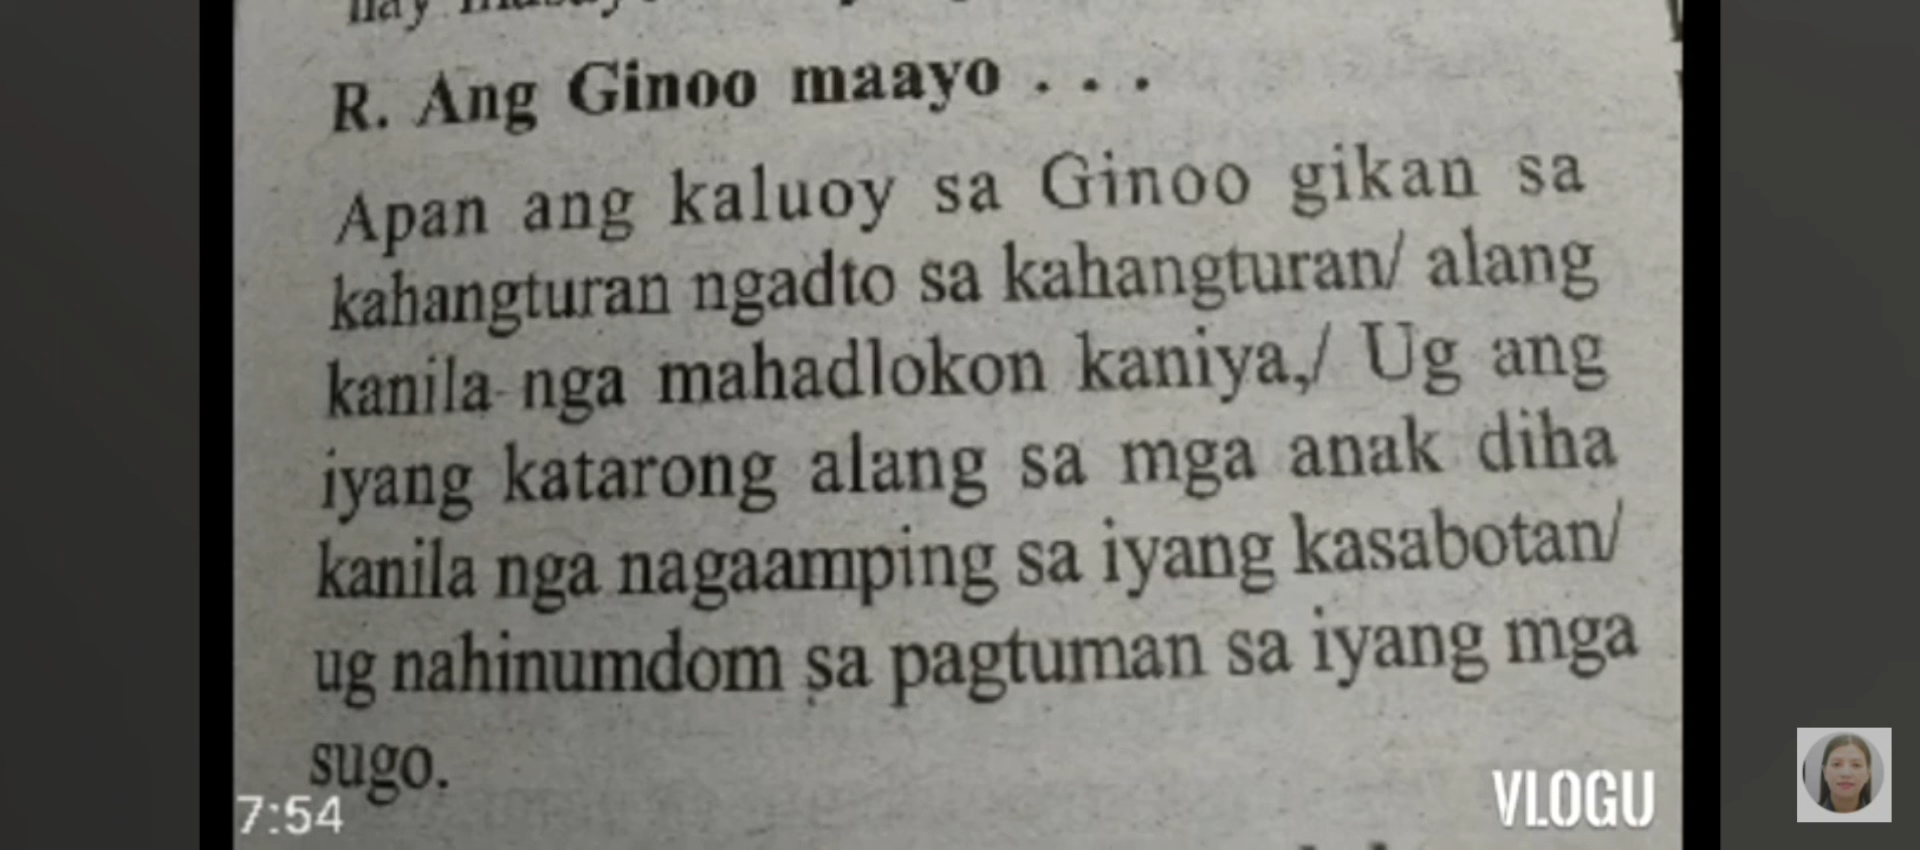 R. Ang Ginoo maayo . . .
Apan ang kaluoy sa Ginoo gikan sa
kahangturan ngadto sa kahangturan/ alang
kanila nga mahadlokon kaniya,/ Ug ang
iyang katarong alang sa mga anak diha
kanila nga nagaamping sa iyang kasabotan/
ug nahinumdom sa pagtuman sa iyang mga
sugo.
7:54
VLOGU